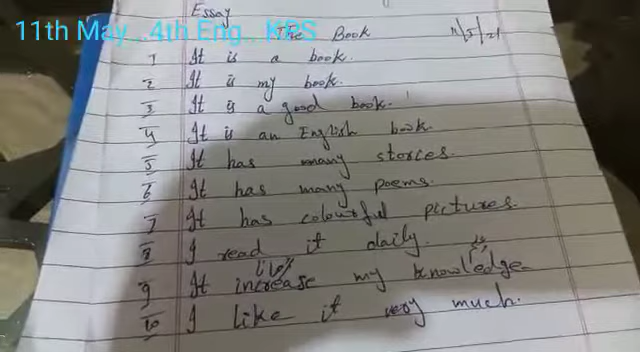 Essay
11th May.. 4th Eng.. KPS
The Book 11/5/21
1 It is a book.
2 It is my book.
3 It is a good book.
4 It is an English book.
5 It has many stories.
6 It has many poems.
7 It has colourful pictures.
8 I read it daily.
9 It increase my knowledge.
10 I like it very much.